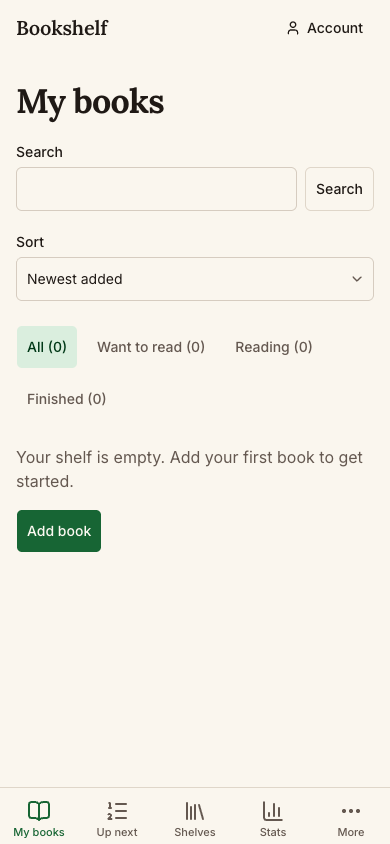 Bookshelf
Account
My books
Search
Search
Sort
Newest added
All (0)
Want to read (0)
Reading (0)
Finished (0)
Your shelf is empty. Add your first book to get
started.
Add book
My books
Up next
Shelves
Stats
More